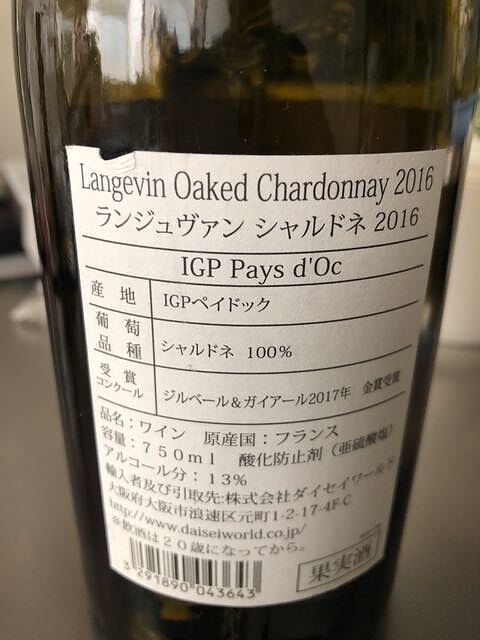 Langevin Oaked Chardonnay 2016
ランジュヴァン シャルドネ 2016
IGP Pays d'Oc
産 地 IGPペイドック
葡 萄 品 種 シャルドネ 100%
受 賞 コンクール ジルベール&ガイアール2017年 金賞受賞
品名：ワイン 原産国：フランス
容量：750ml 酸化防止剤（亜硫酸塩）
アルコール分：13%
輸入者及び引取先:株式会社ダイセイワールド
大阪府大阪市浪速区元町1-2-17-4F-C
http://www.daiseiworld.co.jp/
※飲酒は20歳になってから。
果実酒
3 291890 043643